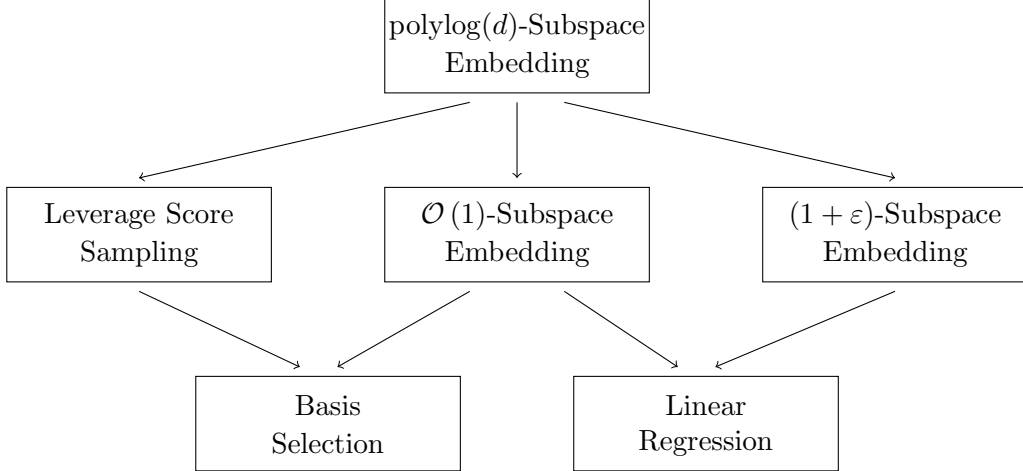 polylog(d)-Subspace
Embedding
Leverage Score
Sampling
𝒪 (1)-Subspace
Embedding
(1 + ε)-Subspace
Embedding
Basis
Selection
Linear
Regression